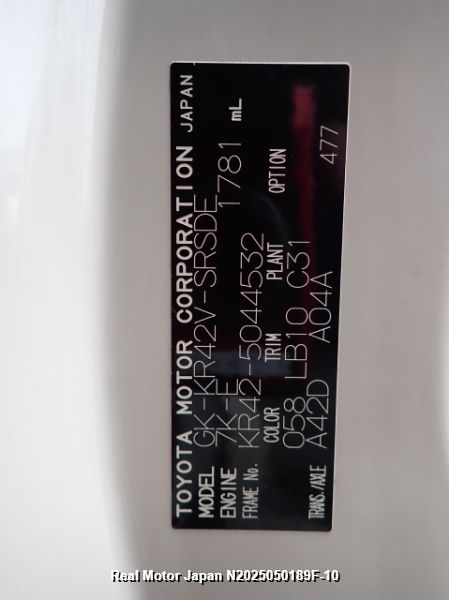 TOYOTA MOTOR CORPORATION JAPAN
MODEL GK-KR42V-SRSDE
ENGINE 7K-E 1781 mL
FRAME No. KR42-5044532
COLOR TRIM PLANT OPTION
058 LB10 C31
TRANS./AXLE A42D A04A 477
Real Motor Japan N2025050189F-10